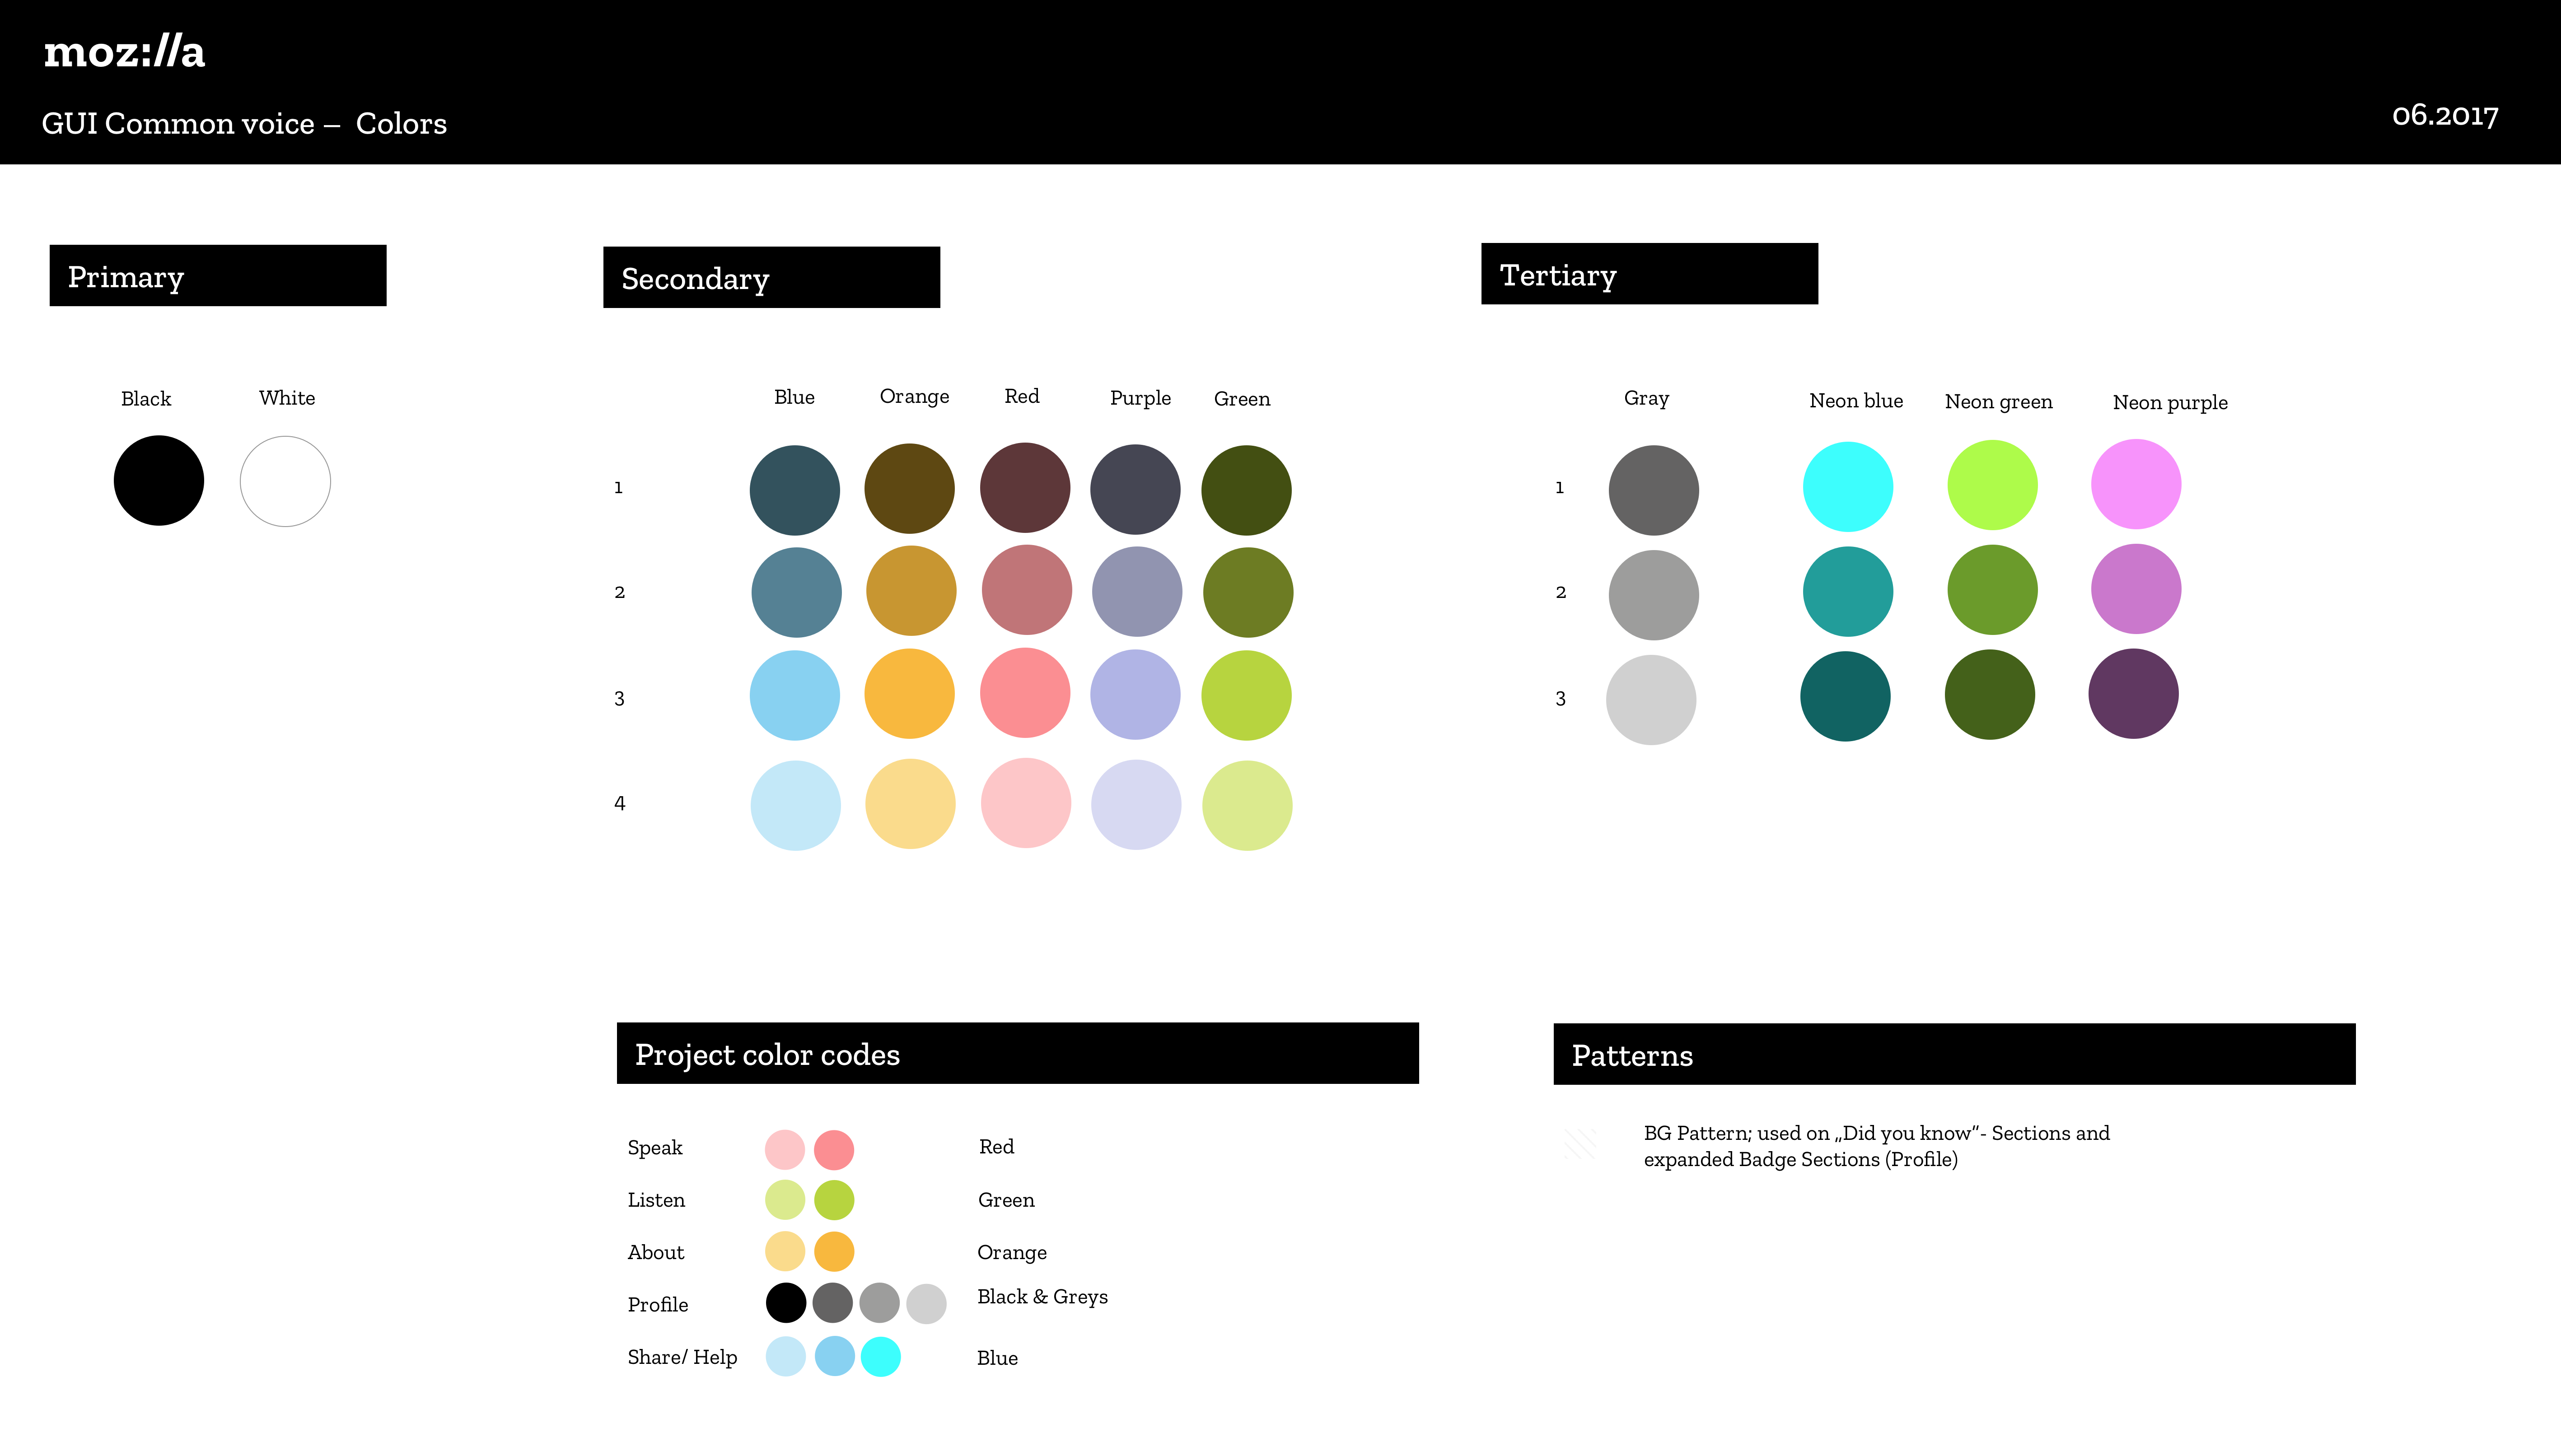 moz://a
GUI Common voice – Colors
06.2017
Primary
Black
White
Secondary
Blue
Orange
Red
Purple
Green
1
2
3
4
Tertiary
Gray
Neon blue
Neon green
Neon purple
1
2
3
Project color codes
Speak
Red
Listen
Green
About
Orange
Profile
Black & Greys
Share/ Help
Blue
Patterns
BG Pattern; used on „Did you know“- Sections and
expanded Badge Sections (Profile)